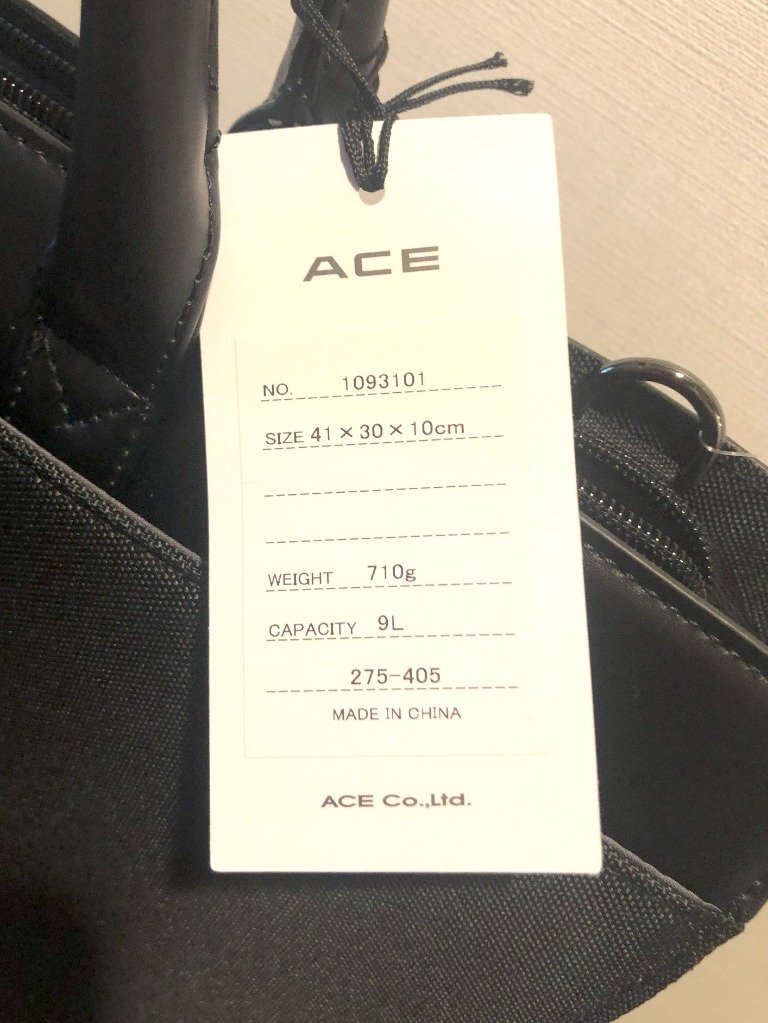 ACE
NO. 1093101
SIZE 41×30×10cm
WEIGHT 710g
CAPACITY 9L
275-405
MADE IN CHINA
ACE Co.,Ltd.